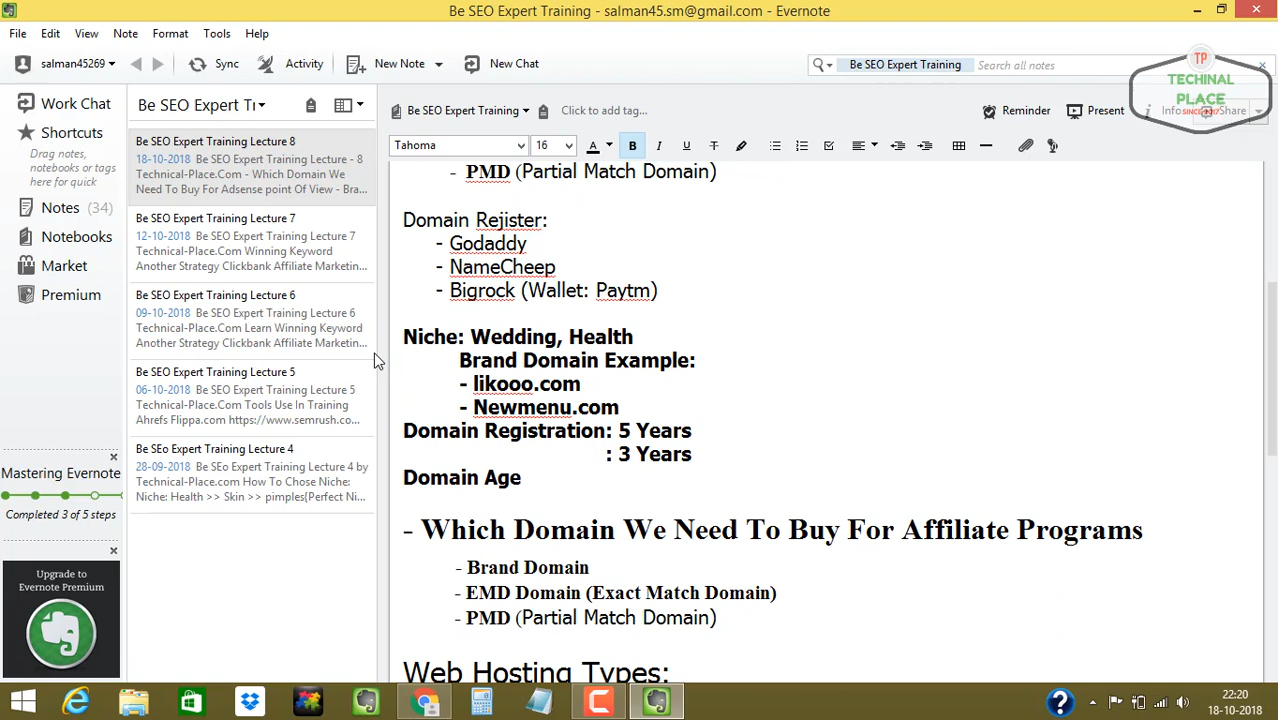 Be SEO Expert Training - salman45.sm@gmail.com - Evernote
File Edit View Note Format Tools Help
salman45269 Sync Activity New Note New Chat
Be SEO Expert Training Search all notes
TP
TECHINAL
PLACE
SINCE 2017
Work Chat
Shortcuts
Drag notes,
notebooks or tags
here for quick
Notes (34)
Notebooks
Market
Premium
Mastering Evernote
Completed 3 of 5 steps
Upgrade to
Evernote Premium
Be SEO Expert Tr
Be SEO Expert Training Lecture 8
18-10-2018 Be SEO Expert Training Lecture - 8
Technical-Place.Com - Which Domain We
Need To Buy For Adsense point Of View - Bra...
Be SEO Expert Training Lecture 7
12-10-2018 Be SEO Expert Training Lecture 7
Technical-Place.Com Winning Keyword
Another Strategy Clickbank Affiliate Marketin...
Be SEO Expert Training Lecture 6
09-10-2018 Be SEO Expert Training Lecture 6
Technical-Place.Com Learn Winning Keyword
Another Strategy Clickbank Affiliate Marketin...
Be SEO Expert Training Lecture 5
06-10-2018 Be SEO Expert Training Lecture 5
Technical-Place.Com Tools Use In Training
Ahrefs Flippa.com https://www.semrush.co...
Be SEo Expert Training Lecture 4
28-09-2018 Be SEo Expert Training Lecture 4 by
Technical-Place.com How To Chose Niche:
Niche: Health >> Skin >> pimples(Perfect Ni...
Be SEO Expert Training Click to add tag...
Reminder Present Info Share
Tahoma 16 A B I U T
- PMD (Partial Match Domain)
Domain Rejister:
- Godaddy
- NameCheep
- Bigrock (Wallet: Paytm)
Niche: Wedding, Health
Brand Domain Example:
- likooo.com
- Newmenu.com
Domain Registration: 5 Years
: 3 Years
Domain Age
- Which Domain We Need To Buy For Affiliate Programs
- Brand Domain
- EMD Domain (Exact Match Domain)
- PMD (Partial Match Domain)
Web Hosting Types:
22:20
18-10-2018